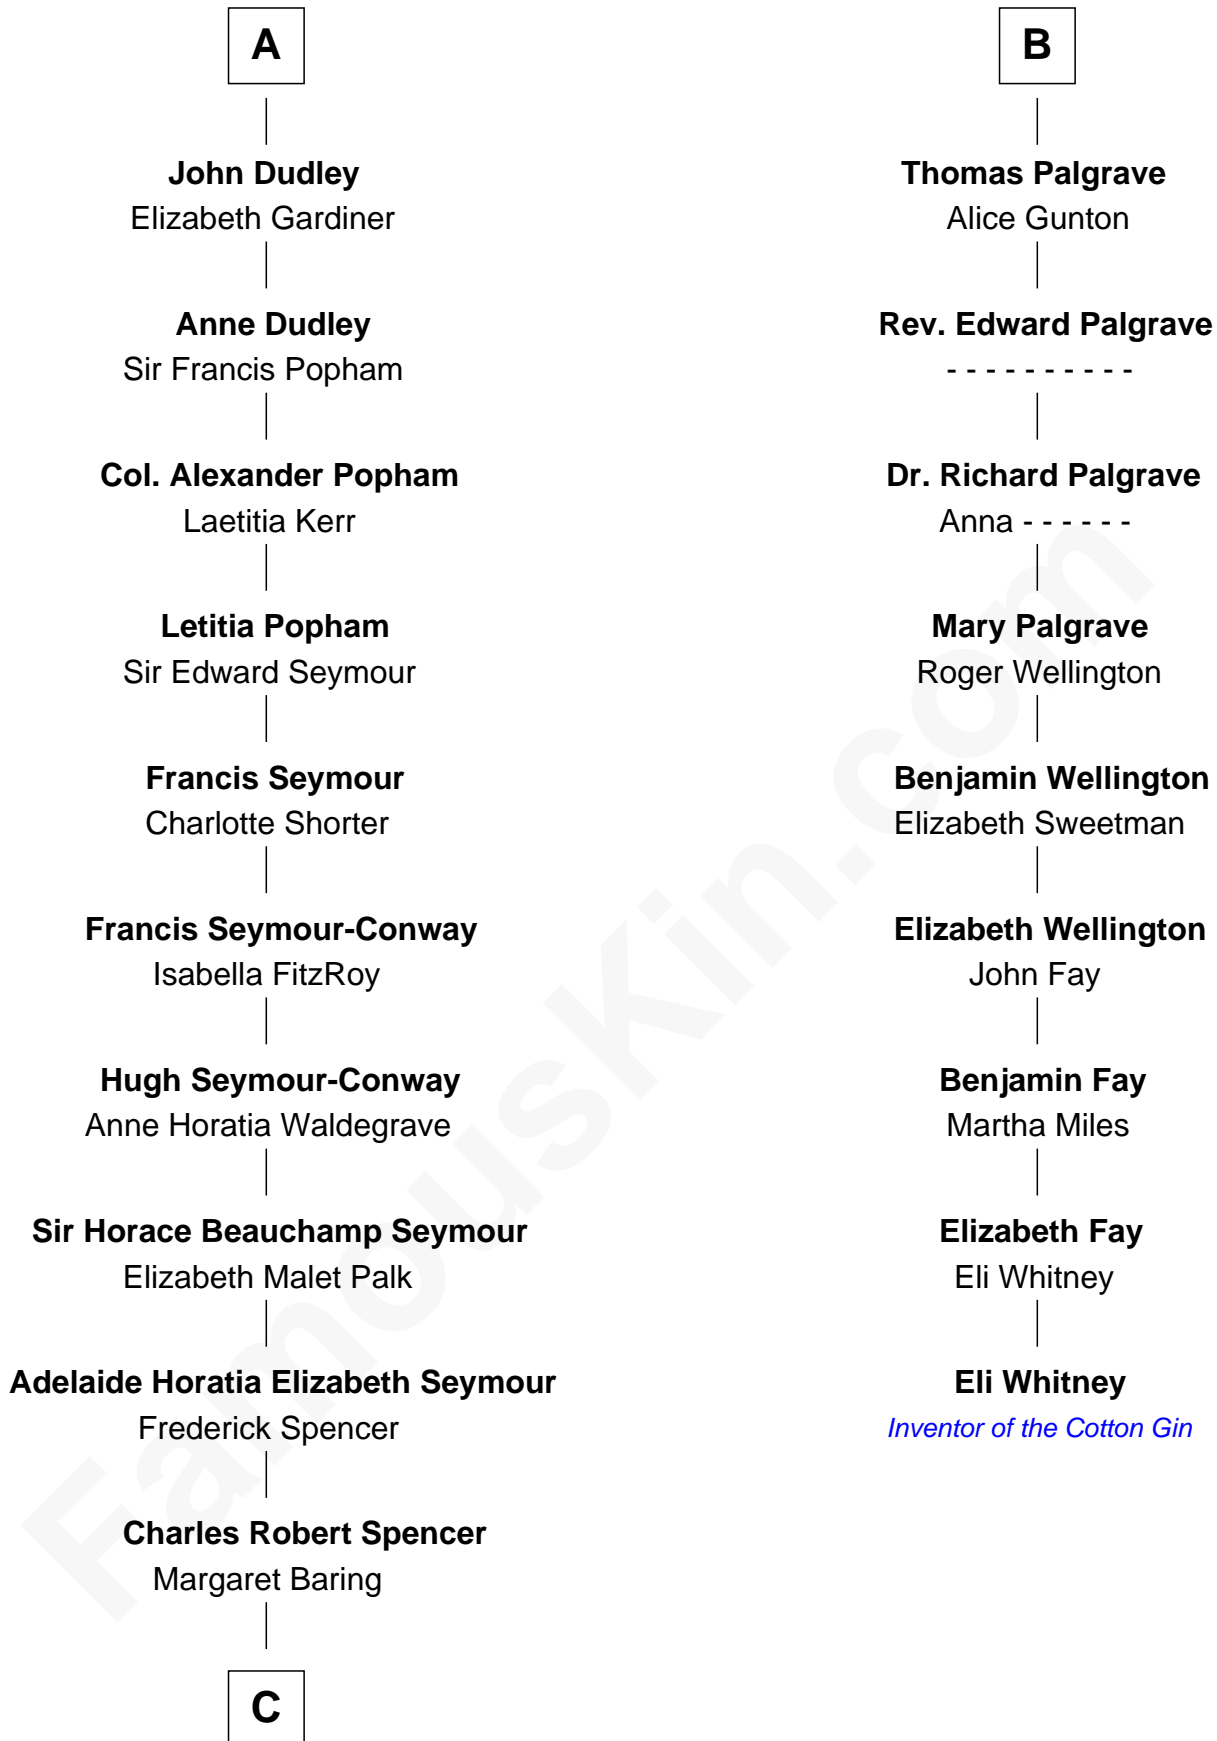 A
John Dudley
Elizabeth Gardiner
Anne Dudley
Sir Francis Popham
Col. Alexander Popham
Laetitia Kerr
Letitia Popham
Sir Edward Seymour
Francis Seymour
Charlotte Shorter
Francis Seymour-Conway
Isabella FitzRoy
Hugh Seymour-Conway
Anne Horatia Waldegrave
Sir Horace Beauchamp Seymour
Elizabeth Malet Palk
Adelaide Horatia Elizabeth Seymour
Frederick Spencer
Charles Robert Spencer
Margaret Baring
C
B
Thomas Palgrave
Alice Gunton
Rev. Edward Palgrave
- - - - - - - - - -
Dr. Richard Palgrave
Anna - - - - - -
Mary Palgrave
Roger Wellington
Benjamin Wellington
Elizabeth Sweetman
Elizabeth Wellington
John Fay
Benjamin Fay
Martha Miles
Elizabeth Fay
Eli Whitney
Eli Whitney
Inventor of the Cotton Gin
FamousKin.com